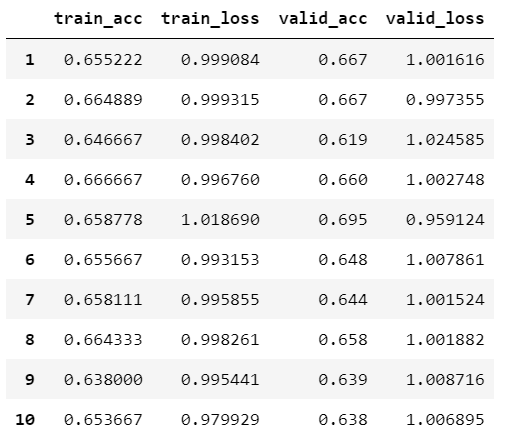 train_acc train_loss valid_acc valid_loss
1 0.655222 0.999084 0.667 1.001616
2 0.664889 0.999315 0.667 0.997355
3 0.646667 0.998402 0.619 1.024585
4 0.666667 0.996760 0.660 1.002748
5 0.658778 1.018690 0.695 0.959124
6 0.655667 0.993153 0.648 1.007861
7 0.658111 0.995855 0.644 1.001524
8 0.664333 0.998261 0.658 1.001882
9 0.638000 0.995441 0.639 1.008716
10 0.653667 0.979929 0.638 1.006895